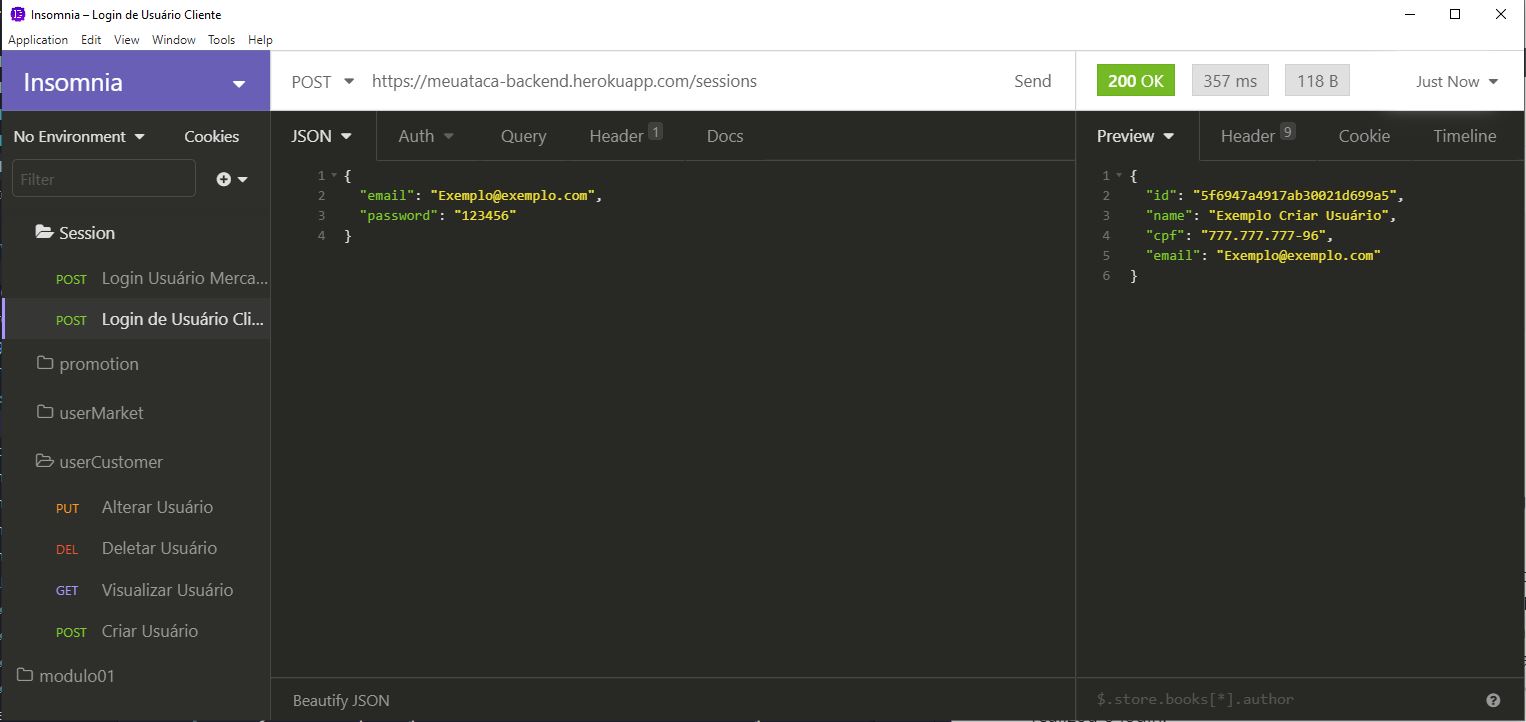 Insomnia – Login de Usuário Cliente
Application Edit View Window Tools Help
Insomnia
POST https://meuataca-backend.herokuapp.com/sessions Send
200 OK 357 ms 118 B Just Now
No Environment Cookies
JSON Auth Query Header 1 Docs
Preview Header 9 Cookie Timeline
Filter
Session
POST Login Usuário Merca...
POST Login de Usuário Cli...
promotion
userMarket
userCustomer
PUT Alterar Usuário
DEL Deletar Usuário
GET Visualizar Usuário
POST Criar Usuário
modulo01
1 {
2 "email": "Exemplo@exemplo.com",
3 "password": "123456"
4 }
Beautify JSON
1 {
2 "id": "5f6947a4917ab30021d699a5",
3 "name": "Exemplo Criar Usuário",
4 "cpf": "777.777.777-96",
5 "email": "Exemplo@exemplo.com"
6 }
$.store.books[*].author